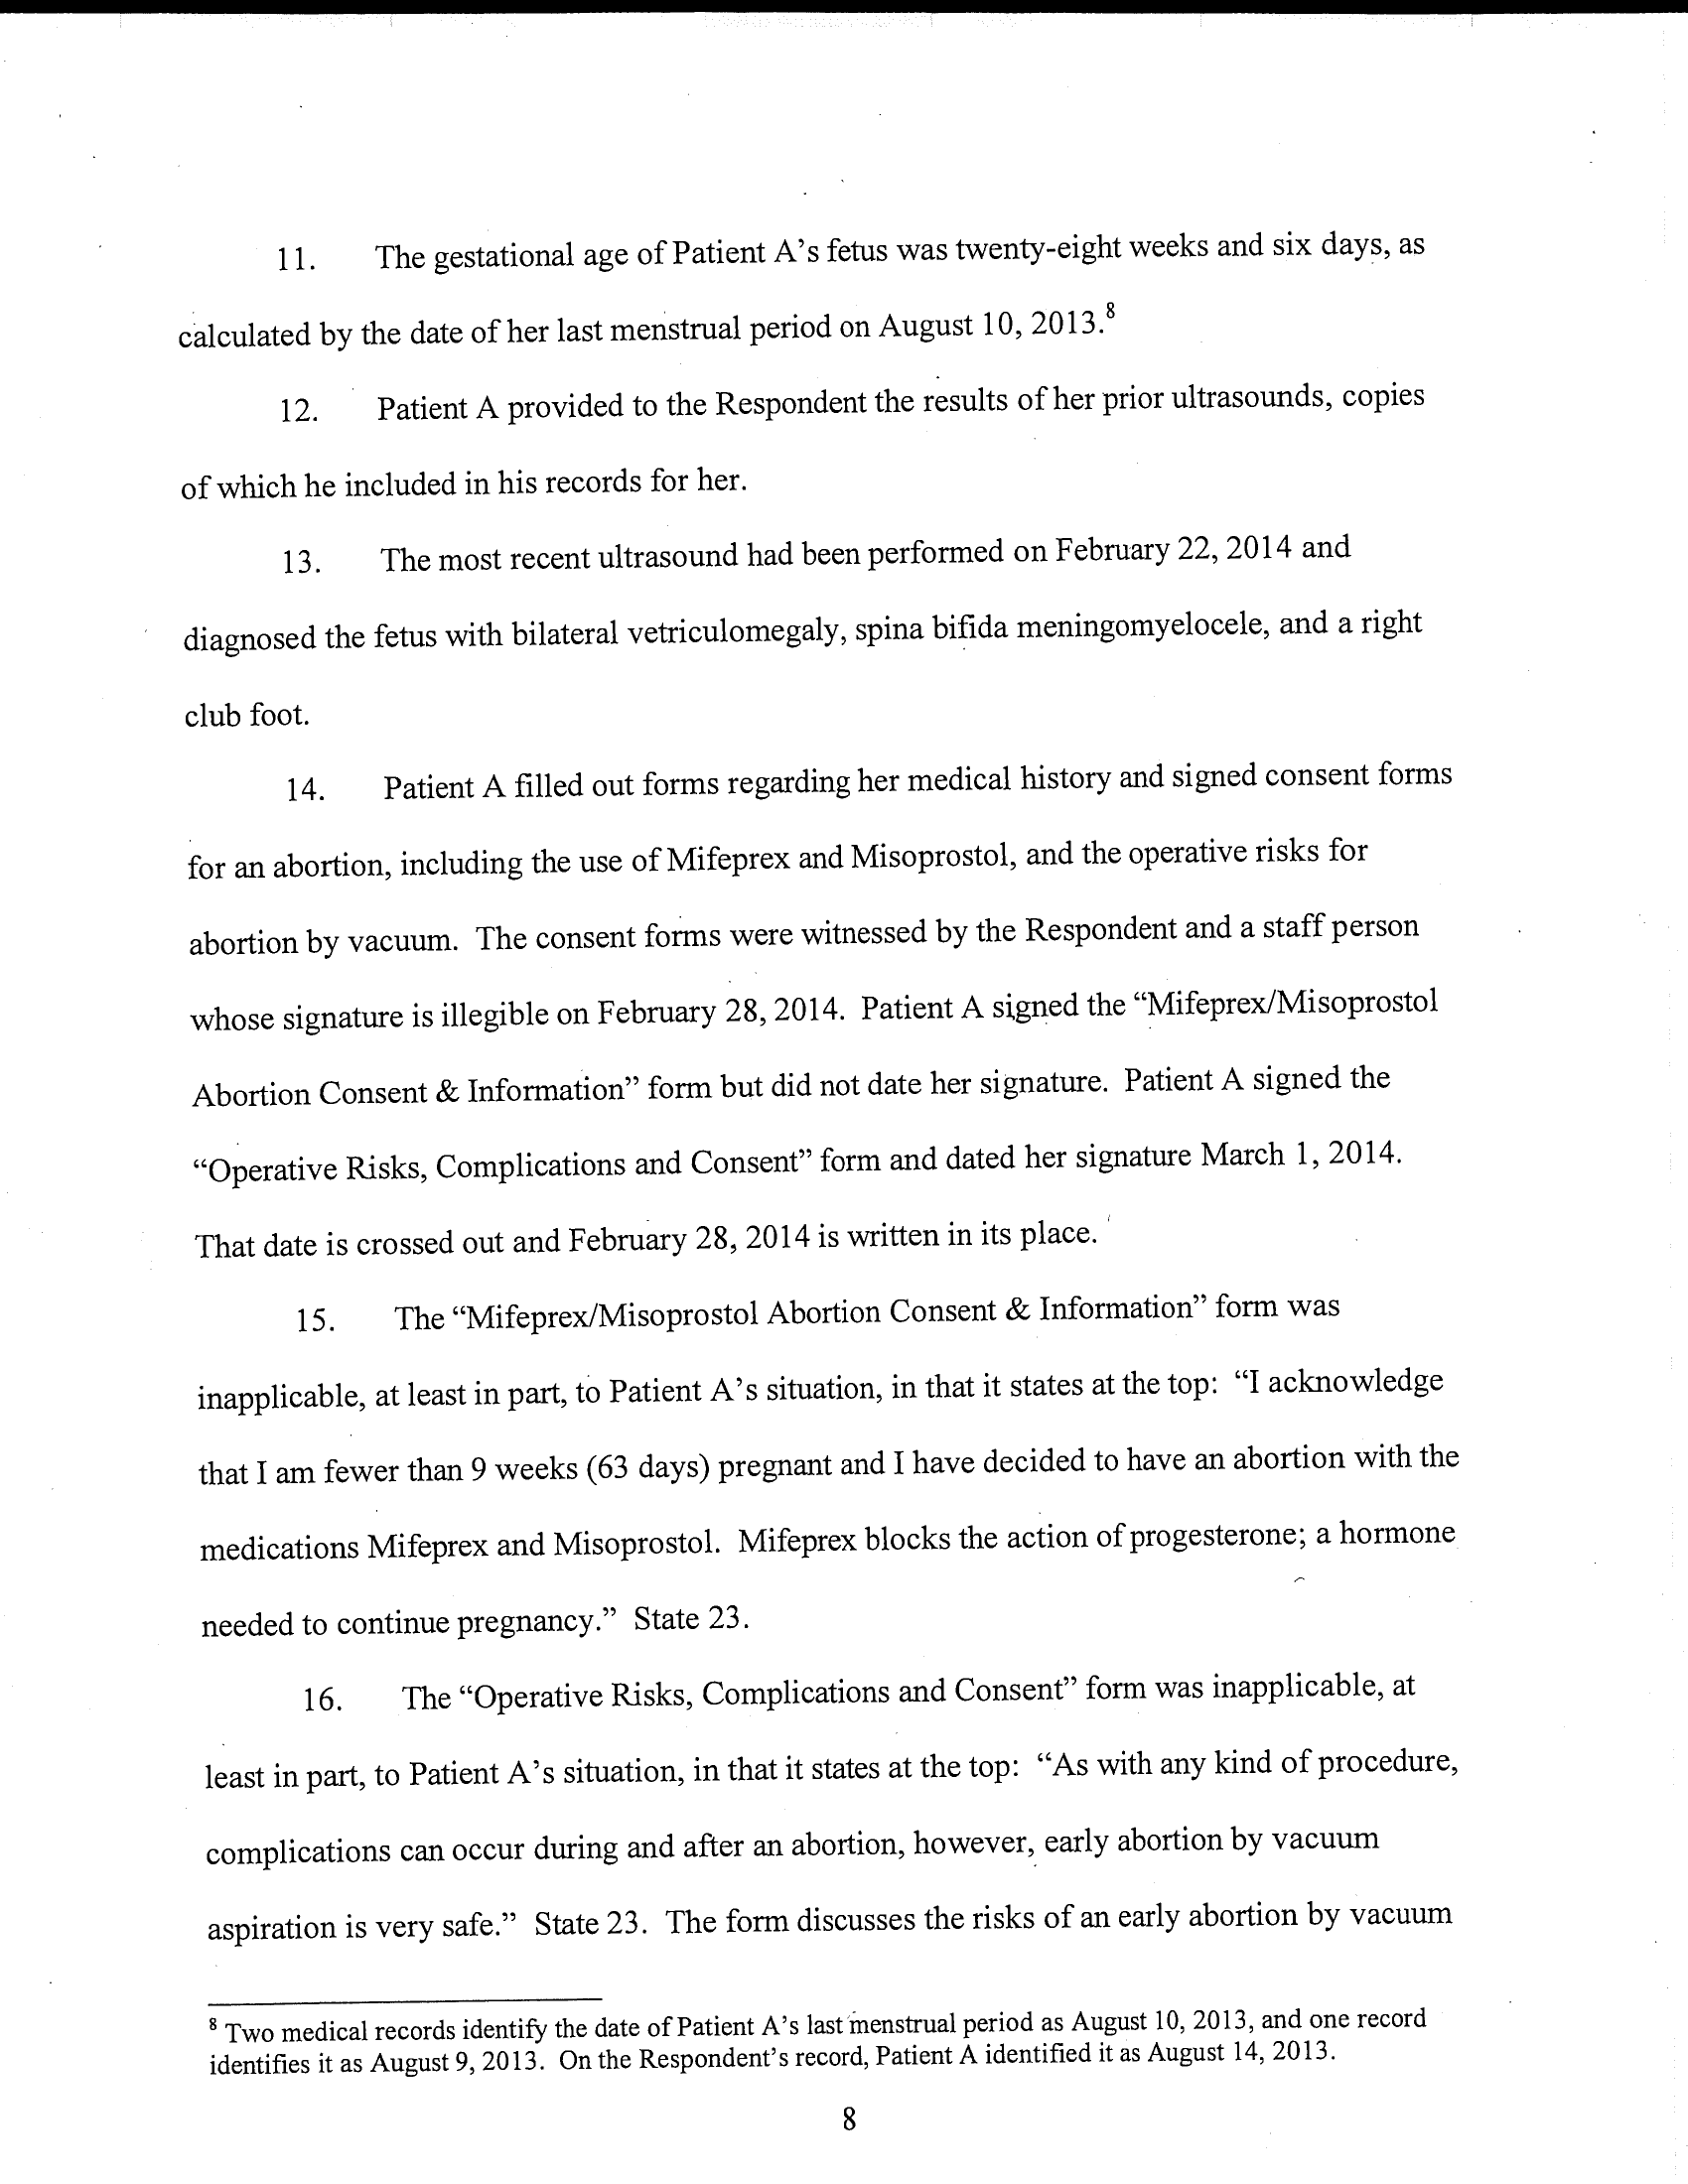 11. The gestational age of Patient A’s fetus was twenty-eight weeks and six days, as
calculated by the date of her last menstrual period on August 10, 2013.8
12. Patient A provided to the Respondent the results of her prior ultrasounds, copies
of which he included in his records for her.
13. The most recent ultrasound had been performed on February 22, 2014 and
diagnosed the fetus with bilateral vetriculomegaly, spina bifida meningomyelocele, and a right
club foot.
14. Patient A filled out forms regarding her medical history and signed consent forms
for an abortion, including the use of Mifeprex and Misoprostol, and the operative risks for
abortion by vacuum. The consent forms were witnessed by the Respondent and a staff person
whose signature is illegible on February 28, 2014. Patient A signed the “Mifeprex/Misoprostol
Abortion Consent & Information” form but did not date her signature. Patient A signed the
“Operative Risks, Complications and Consent” form and dated her signature March 1, 2014.
That date is crossed out and February 28, 2014 is written in its place.
15. The “Mifeprex/Misoprostol Abortion Consent & Information” form was
inapplicable, at least in part, to Patient A’s situation, in that it states at the top: “I acknowledge
that I am fewer than 9 weeks (63 days) pregnant and I have decided to have an abortion with the
medications Mifeprex and Misoprostol. Mifeprex blocks the action of progesterone; a hormone
needed to continue pregnancy.” State 23.
16. The “Operative Risks, Complications and Consent” form was inapplicable, at
least in part, to Patient A’s situation, in that it states at the top: “As with any kind of procedure,
complications can occur during and after an abortion, however, early abortion by vacuum
aspiration is very safe.” State 23. The form discusses the risks of an early abortion by vacuum
8 Two medical records identify the date of Patient A’s last menstrual period as August 10, 2013, and one record
identifies it as August 9, 2013. On the Respondent’s record, Patient A identified it as August 14, 2013.
8